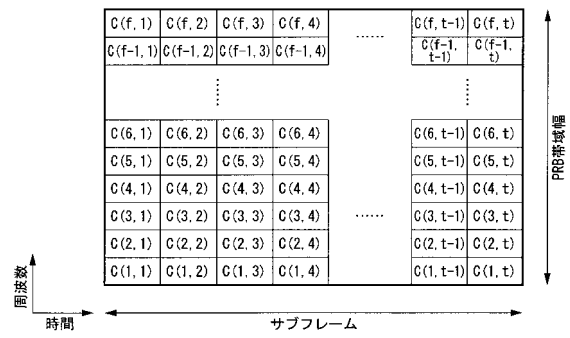 C(f, 1) C(f, 2) C(f, 3) C(f, 4) ...... C(f, t-1) C(f, t)
C(f-1, 1) C(f-1, 2) C(f-1, 3) C(f-1, 4) C(f-1, t-1) C(f-1, t)
C(6, 1) C(6, 2) C(6, 3) C(6, 4) C(6, t-1) C(6, t)
C(5, 1) C(5, 2) C(5, 3) C(5, 4) C(5, t-1) C(5, t)
C(4, 1) C(4, 2) C(4, 3) C(4, 4) C(4, t-1) C(4, t)
C(3, 1) C(3, 2) C(3, 3) C(3, 4) ...... C(3, t-1) C(3, t)
C(2, 1) C(2, 2) C(2, 3) C(2, 4) C(2, t-1) C(2, t)
C(1, 1) C(1, 2) C(1, 3) C(1, 4) C(1, t-1) C(1, t)
PRB帯域幅
周波数
時間
サブフレーム